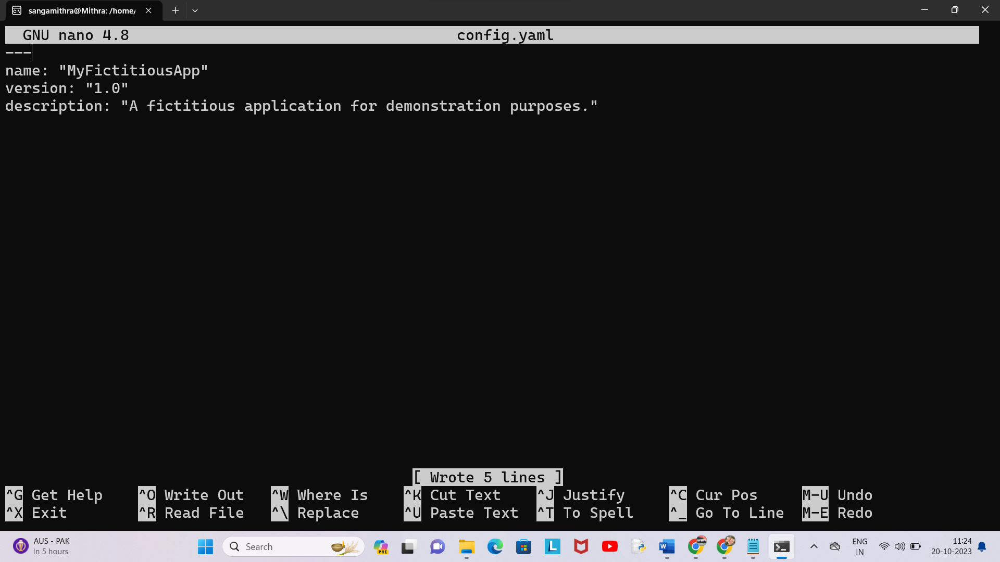 sangamithra@Mithra: /home/
GNU nano 4.8 config.yaml
---
name: "MyFictitiousApp"
version: "1.0"
description: "A fictitious application for demonstration purposes."
[ Wrote 5 lines ]
^G Get Help ^O Write Out ^W Where Is ^K Cut Text ^J Justify ^C Cur Pos M-U Undo
^X Exit ^R Read File ^\ Replace ^U Paste Text ^T To Spell ^_ Go To Line M-E Redo
AUS - PAK
In 5 hours
Search
PRE
ENG
IN
11:24
20-10-2023